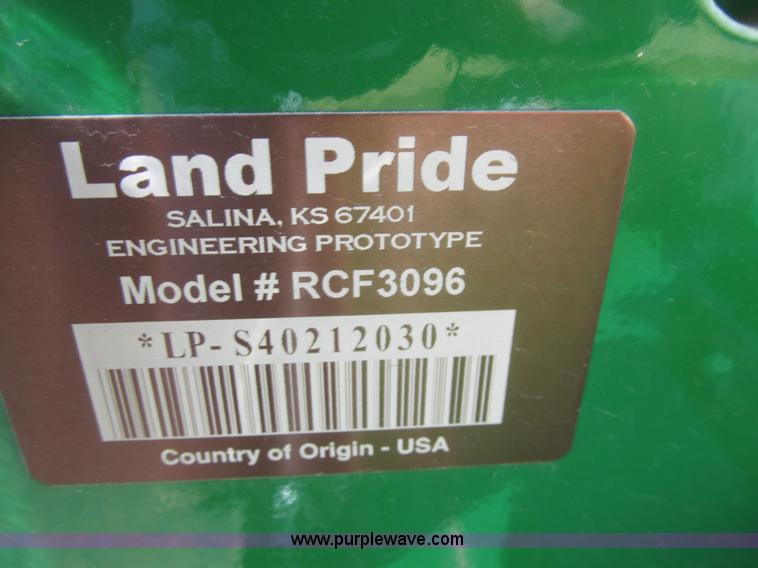 Land Pride
SALINA, KS 67401
ENGINEERING PROTOTYPE
Model # RCF3096
*LP-S40212030*
Country of Origin - USA
www.purplewave.com